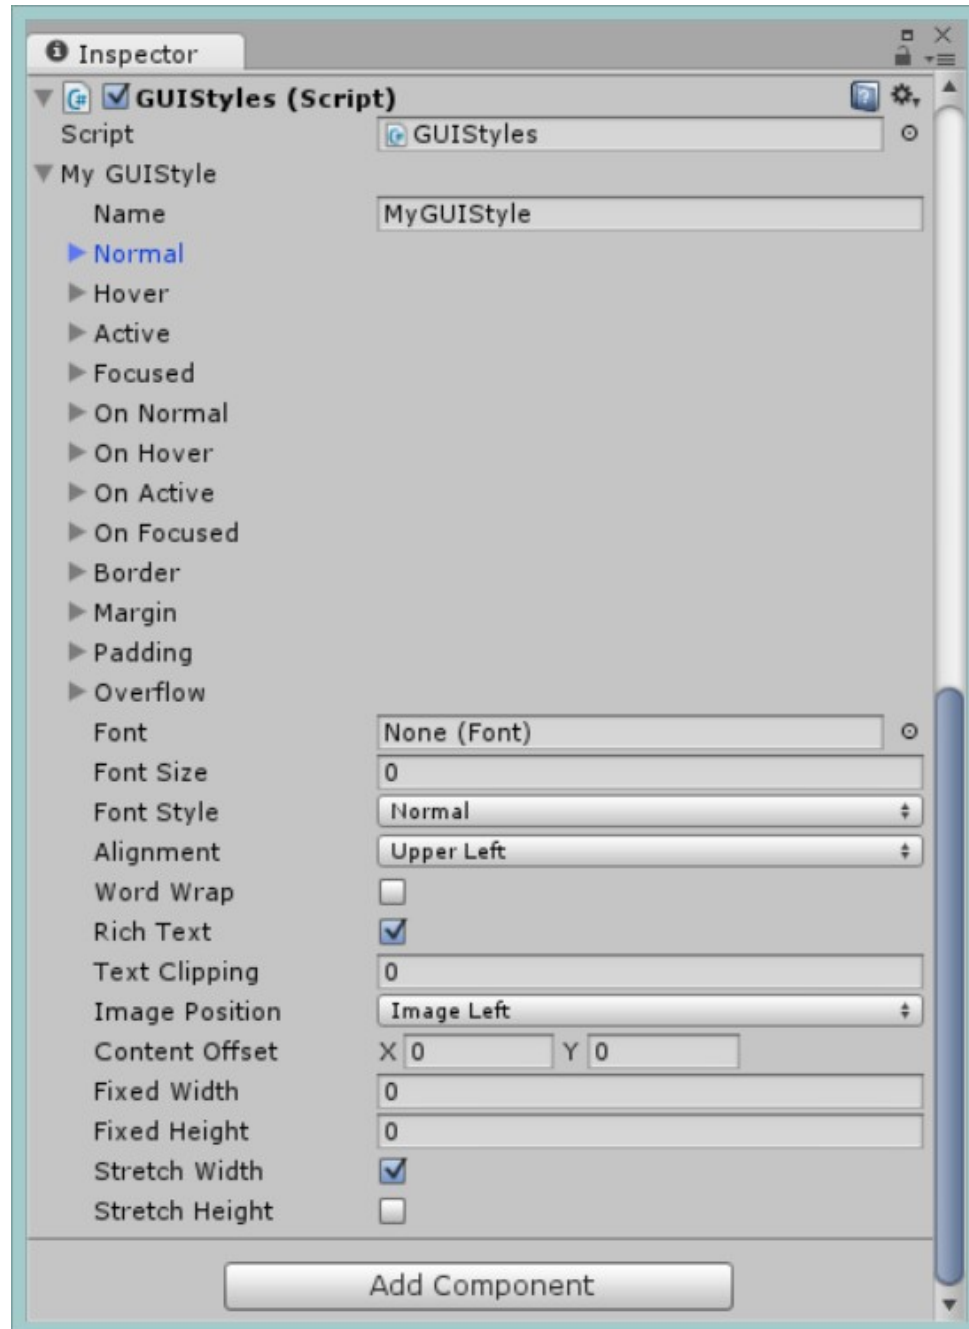 Inspector
GUIStyles (Script)
Script GUIStyles
My GUIStyle
Name MyGUIStyle
Normal
Hover
Active
Focused
On Normal
On Hover
On Active
On Focused
Border
Margin
Padding
Overflow
Font None (Font)
Font Size 0
Font Style Normal
Alignment Upper Left
Word Wrap
Rich Text
Text Clipping 0
Image Position Image Left
Content Offset X 0 Y 0
Fixed Width 0
Fixed Height 0
Stretch Width
Stretch Height
Add Component